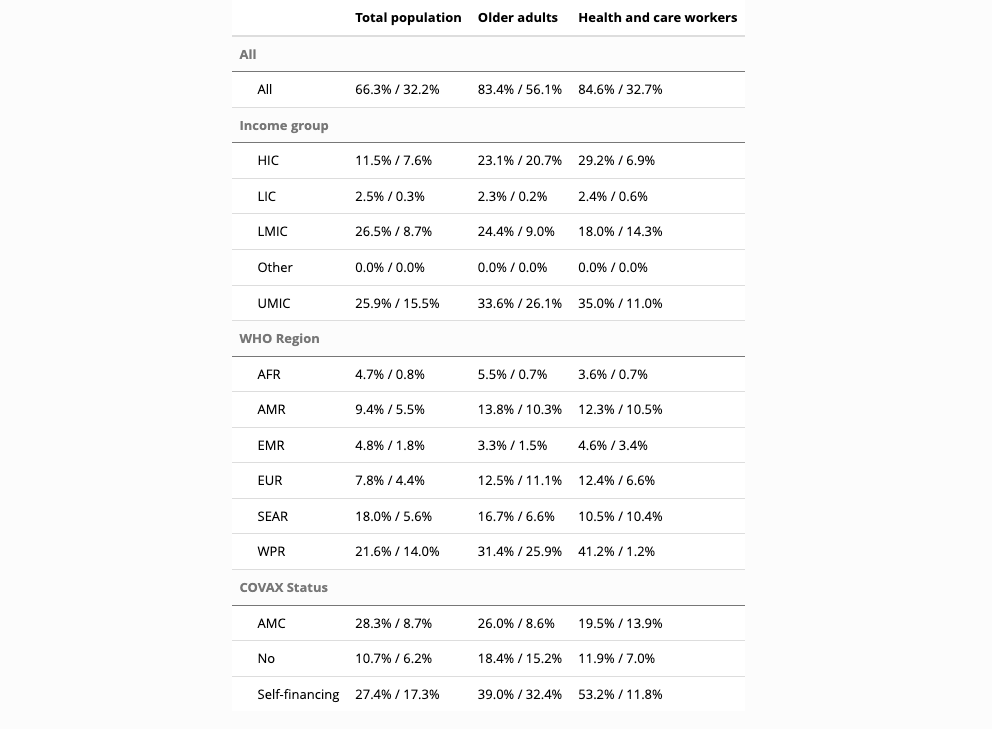 Total population Older adults Health and care workers
All
All 66.3% / 32.2% 83.4% / 56.1% 84.6% / 32.7%
Income group
HIC 11.5% / 7.6% 23.1% / 20.7% 29.2% / 6.9%
LIC 2.5% / 0.3% 2.3% / 0.2% 2.4% / 0.6%
LMIC 26.5% / 8.7% 24.4% / 9.0% 18.0% / 14.3%
Other 0.0% / 0.0% 0.0% / 0.0% 0.0% / 0.0%
UMIC 25.9% / 15.5% 33.6% / 26.1% 35.0% / 11.0%
WHO Region
AFR 4.7% / 0.8% 5.5% / 0.7% 3.6% / 0.7%
AMR 9.4% / 5.5% 13.8% / 10.3% 12.3% / 10.5%
EMR 4.8% / 1.8% 3.3% / 1.5% 4.6% / 3.4%
EUR 7.8% / 4.4% 12.5% / 11.1% 12.4% / 6.6%
SEAR 18.0% / 5.6% 16.7% / 6.6% 10.5% / 10.4%
WPR 21.6% / 14.0% 31.4% / 25.9% 41.2% / 1.2%
COVAX Status
AMC 28.3% / 8.7% 26.0% / 8.6% 19.5% / 13.9%
No 10.7% / 6.2% 18.4% / 15.2% 11.9% / 7.0%
Self-financing 27.4% / 17.3% 39.0% / 32.4% 53.2% / 11.8%